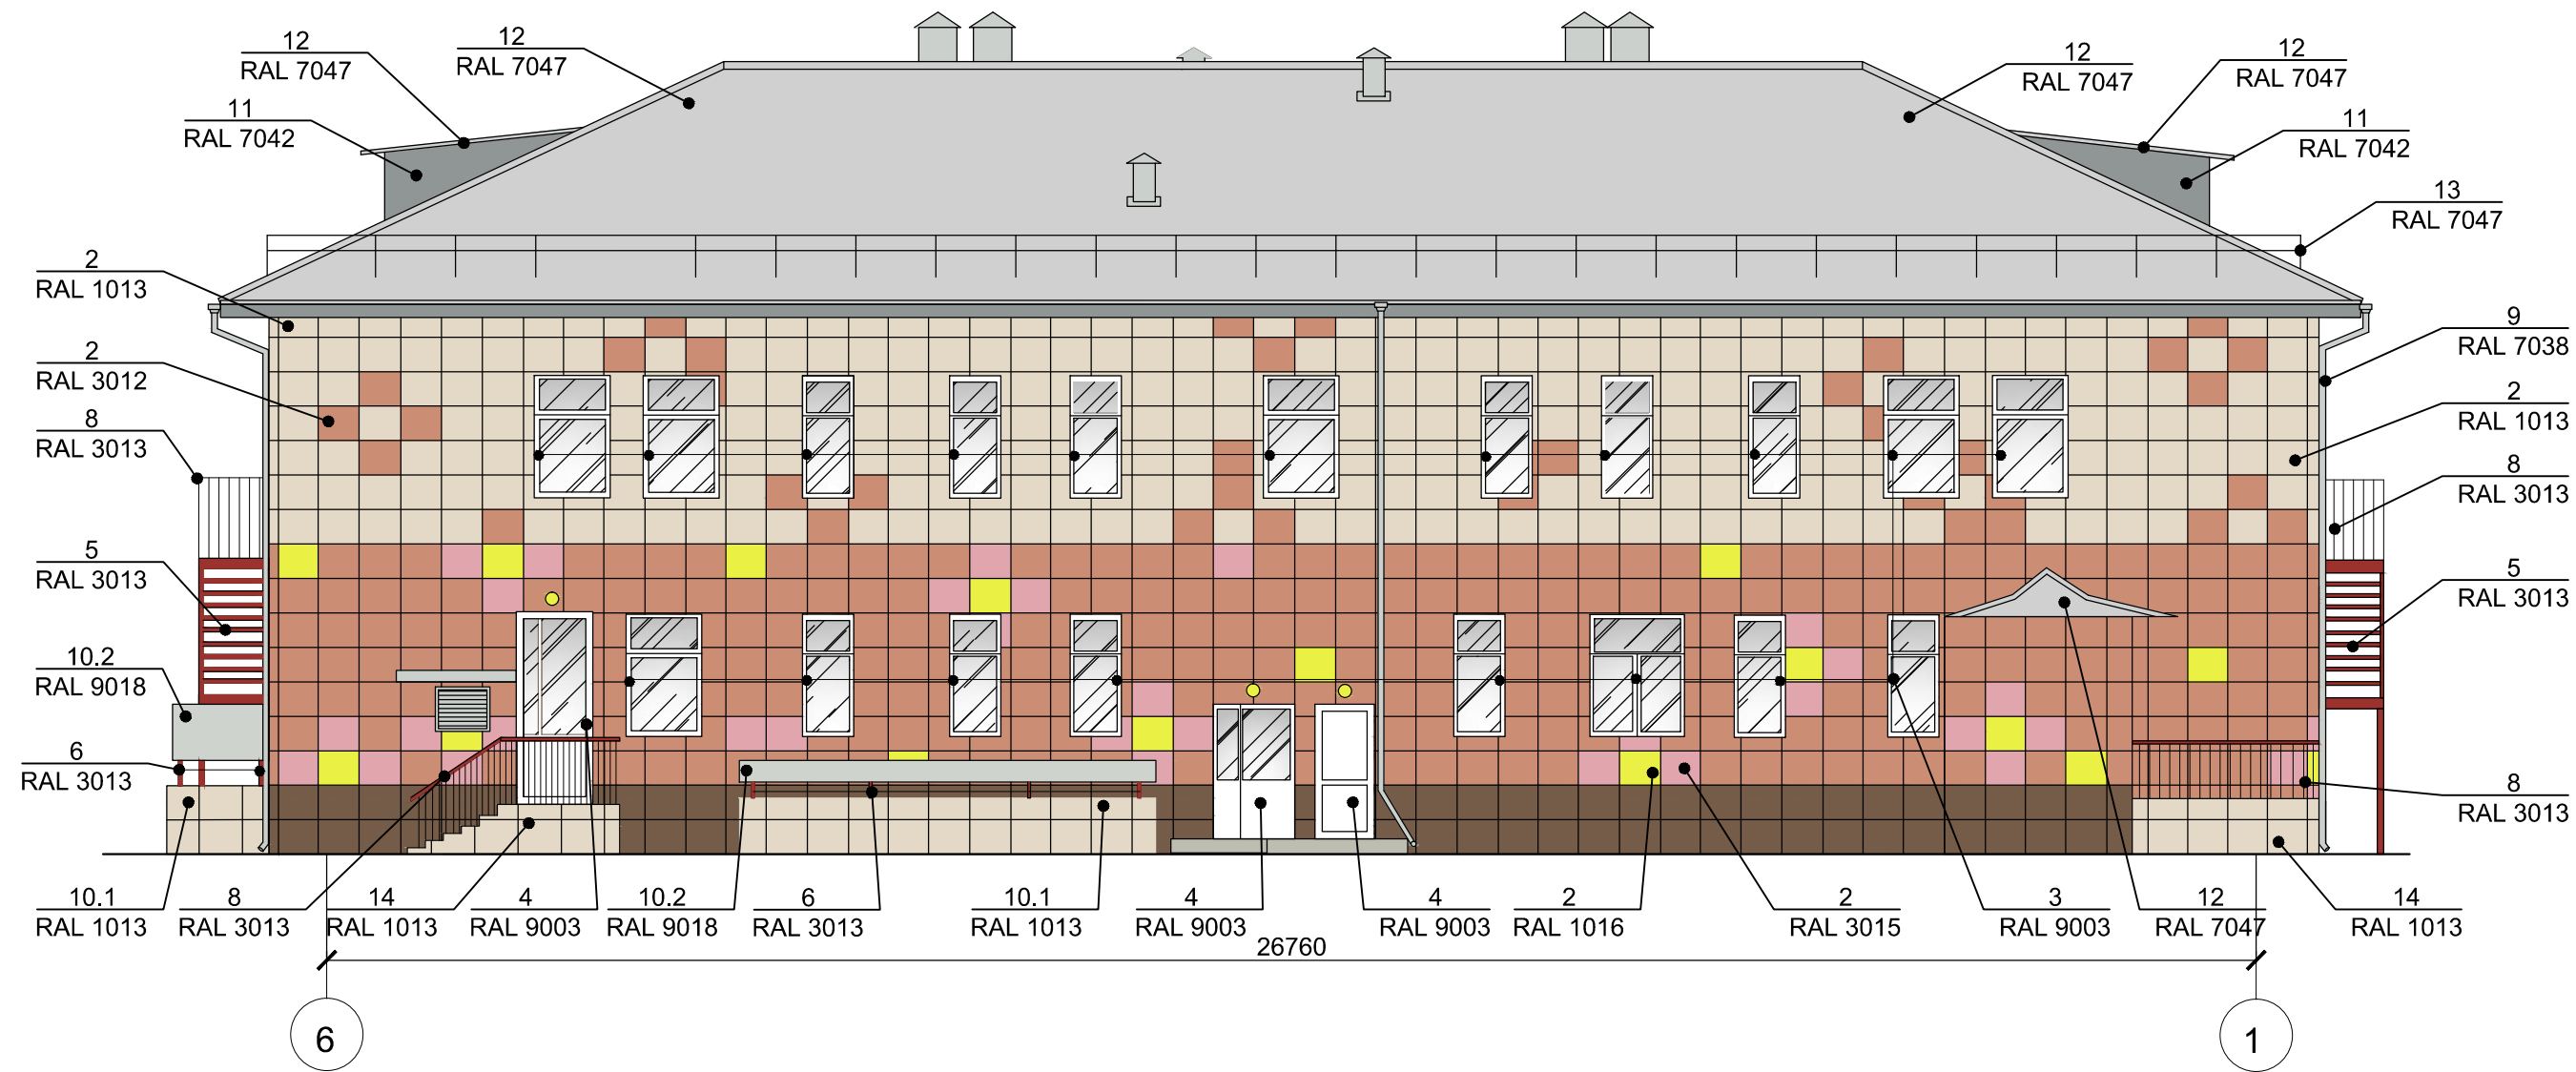 12
RAL 7047
12
RAL 7047
12
RAL 7047
12
RAL 7047
11
RAL 7042
11
RAL 7042
13
RAL 7047
2
RAL 1013
9
RAL 7038
2
RAL 3012
2
RAL 1013
8
RAL 3013
8
RAL 3013
5
RAL 3013
5
RAL 3013
10.2
RAL 9018
6
RAL 3013
8
RAL 3013
10.1
RAL 1013
8
RAL 3013
14
RAL 1013
4
RAL 9003
10.2
RAL 9018
6
RAL 3013
10.1
RAL 1013
4
RAL 9003
4
RAL 9003
2
RAL 1016
2
RAL 3015
3
RAL 9003
12
RAL 7047
14
RAL 1013
26760
6
1